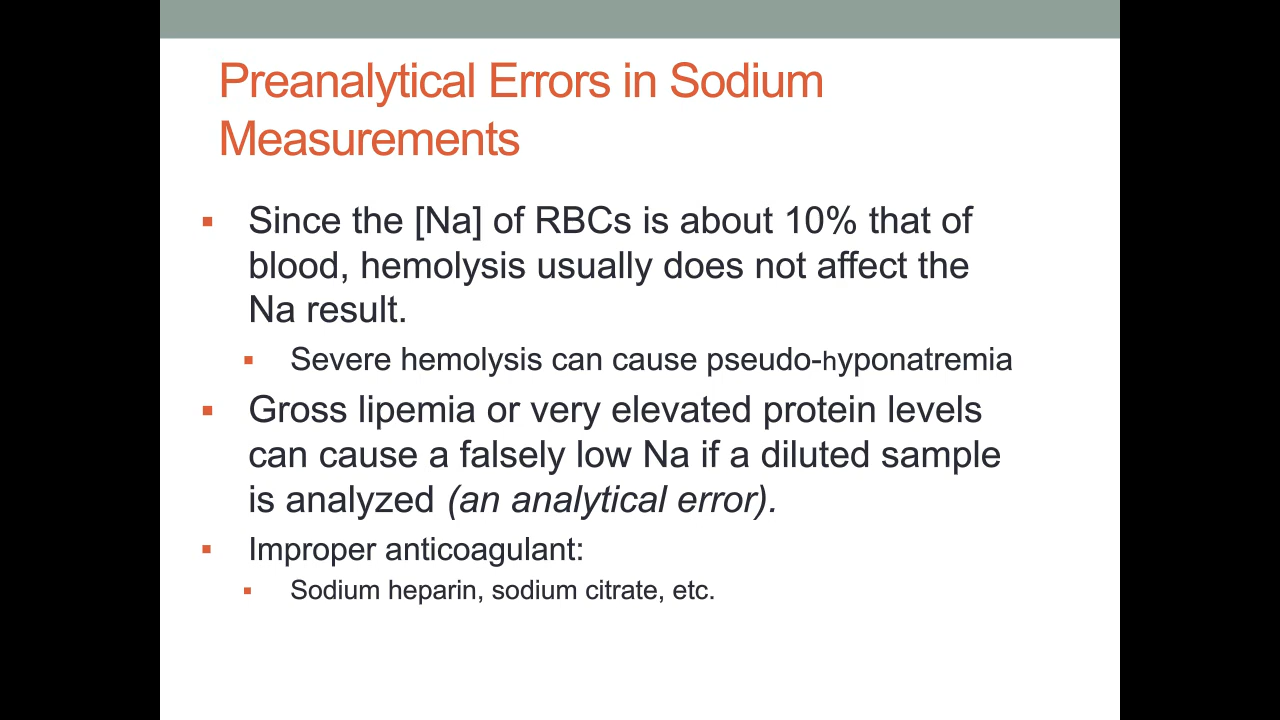 Preanalytical Errors in Sodium
Measurements
▪ Since the [Na] of RBCs is about 10% that of
blood, hemolysis usually does not affect the
Na result.
▪ Severe hemolysis can cause pseudo-hyponatremia
▪ Gross lipemia or very elevated protein levels
can cause a falsely low Na if a diluted sample
is analyzed (an analytical error).
▪ Improper anticoagulant:
▪ Sodium heparin, sodium citrate, etc.